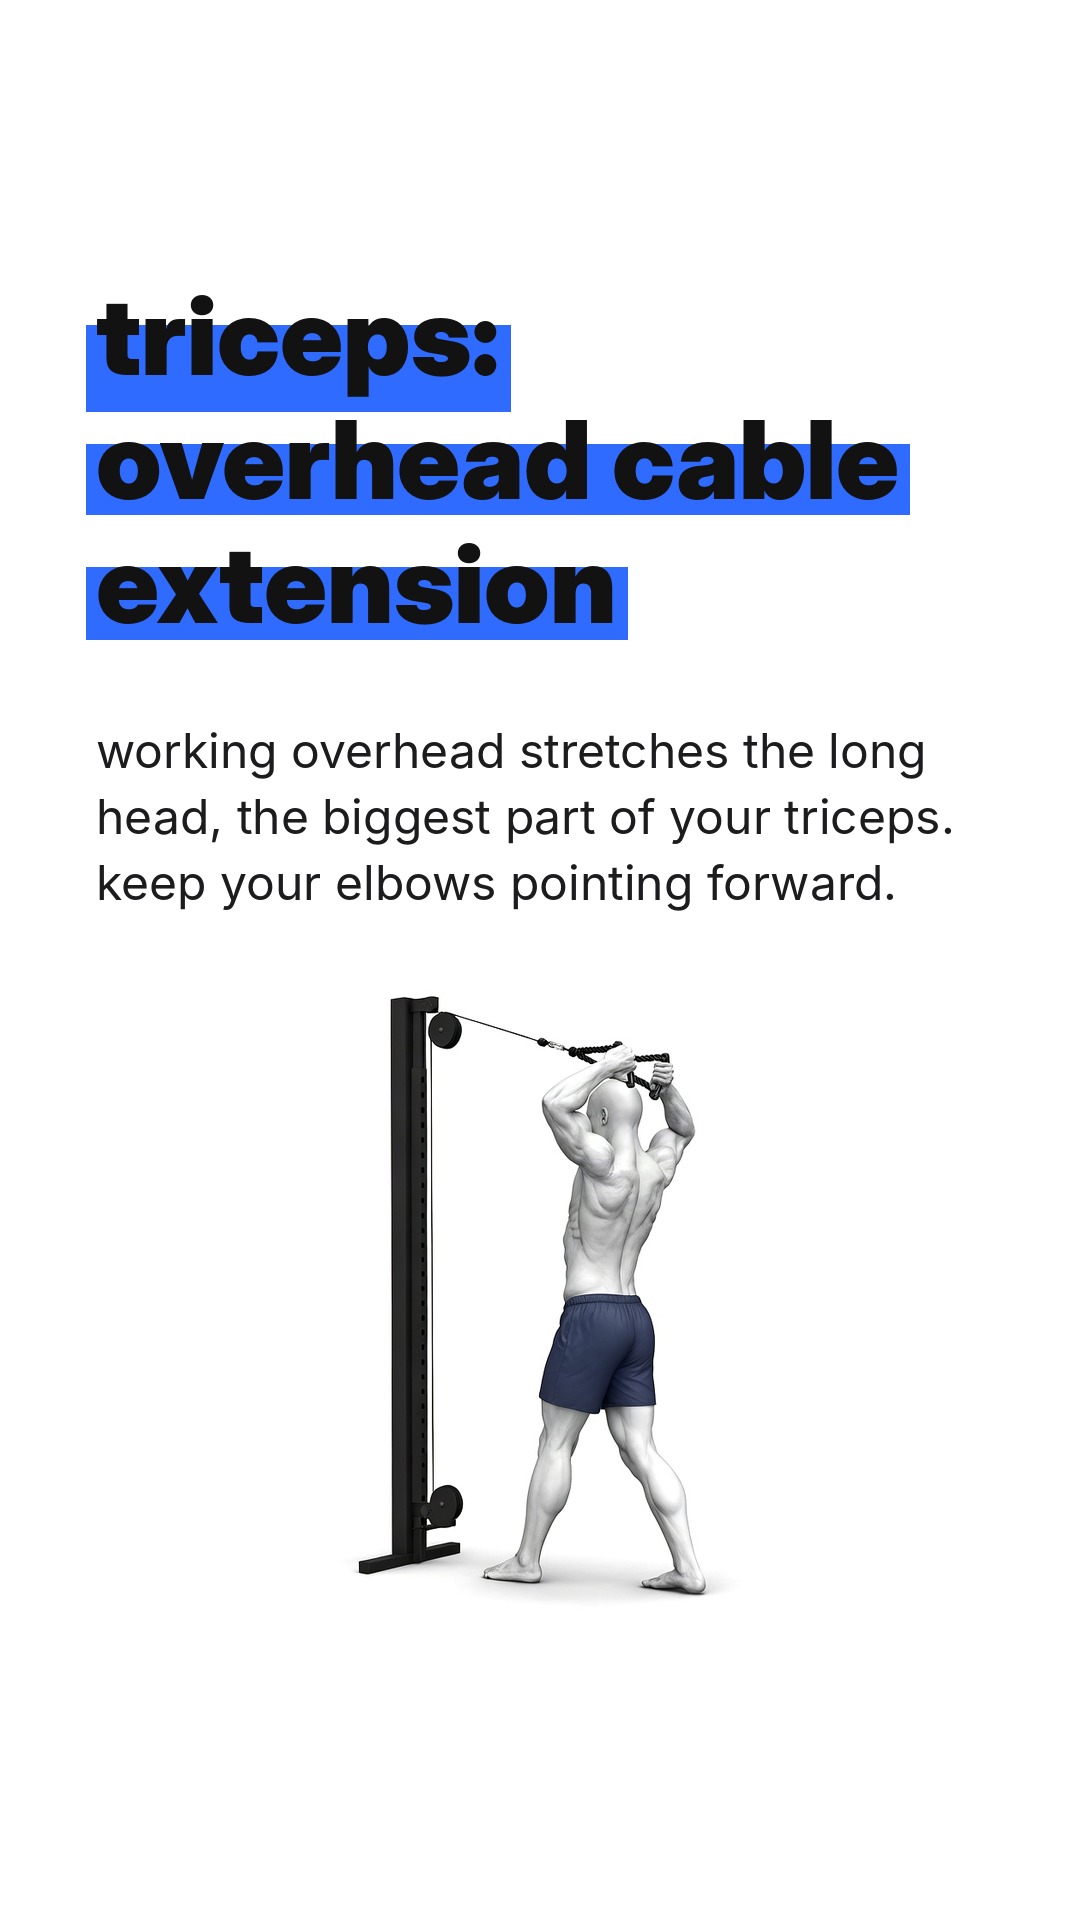 triceps:
overhead cable
extension
working overhead stretches the long
head, the biggest part of your triceps.
keep your elbows pointing forward.